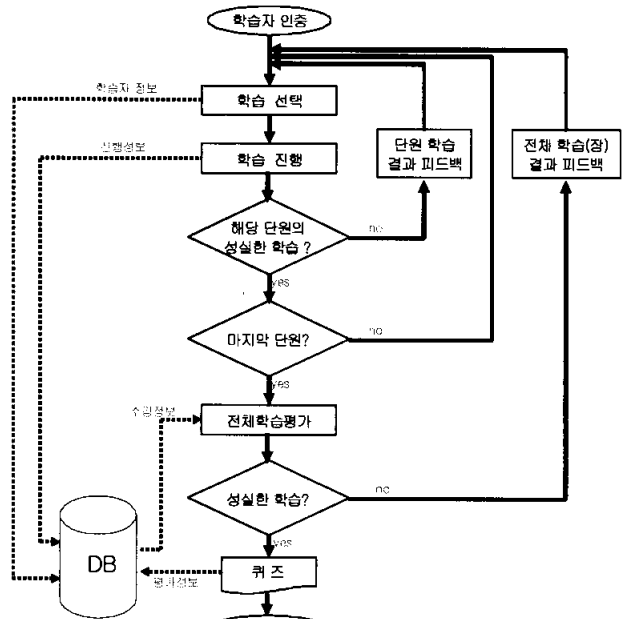 학습자 인증
학습자 정보
학습 선택
진행정보
학습 진행
단원 학습
결과 피드백
전체 학습(장)
결과 피드백
해당 단원의
성실한 학습 ?
no
yes
마지막 단원?
no
yes
전체학습평가
성실한 학습?
no
yes
DB
퀴 즈